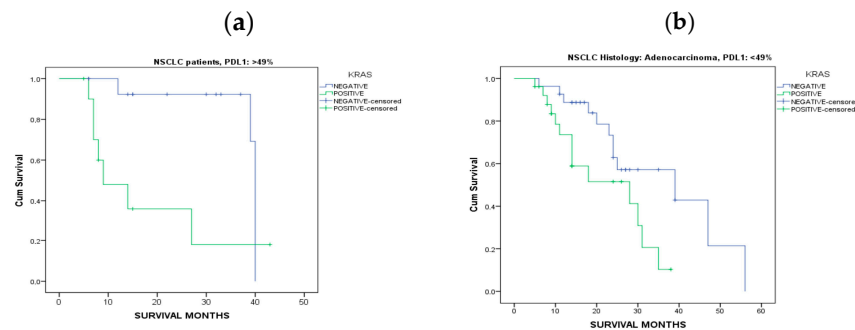 (a)
NSCLC patients, PDL1: >49%
KRAS
NEGATIVE
POSITIVE
NEGATIVE-censored
POSITIVE-censored
Cum Survival
1.0
0.8
0.6
0.4
0.2
0.0
0 10 20 30 40 50
SURVIVAL MONTHS
(b)
NSCLC Histology: Adenocarcinoma, PDL1: <49%
KRAS
NEGATIVE
POSITIVE
NEGATIVE-censored
POSITIVE-censored
Cum Survival
1.0
0.8
0.6
0.4
0.2
0.0
0 10 20 30 40 50 60
SURVIVAL MONTHS